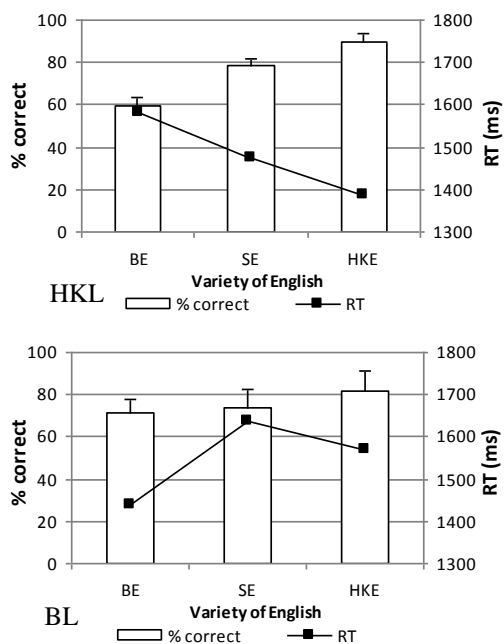 100
80
60
40
20
0
% correct
1800
1700
1600
1500
1400
1300
RT (ms)
BE SE HKE
Variety of English
HKL
% correct RT
100
80
60
40
20
0
% correct
1800
1700
1600
1500
1400
1300
RT (ms)
BE SE HKE
Variety of English
BL
% correct RT